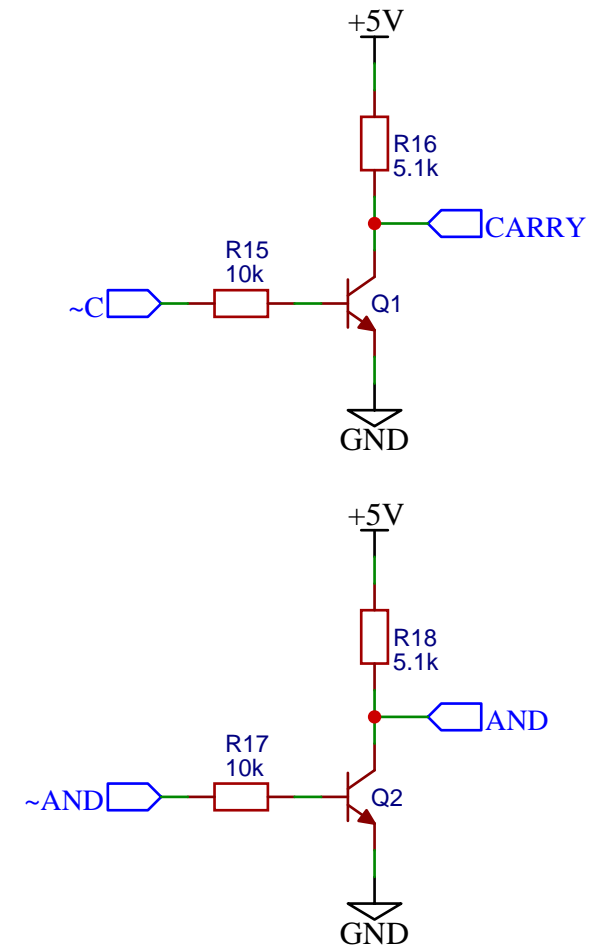 +5V
R16
5.1k
CARRY
R15
10k
~C
Q1
GND
+5V
R18
5.1k
AND
R17
10k
~AND
Q2
GND